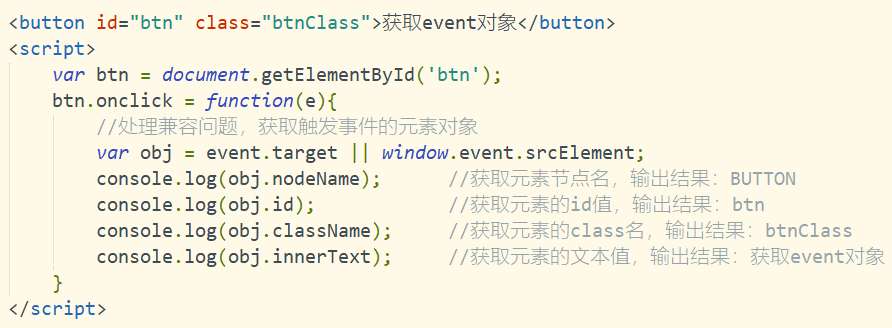 <button id="btn" class="btnClass">获取event对象</button>
<script>
    var btn = document.getElementById('btn');
    btn.onclick = function(e){
        //处理兼容问题，获取触发事件的元素对象
        var obj = event.target || window.event.srcElement;
        console.log(obj.nodeName);      //获取元素节点名，输出结果：BUTTON
        console.log(obj.id);            //获取元素的id值，输出结果：btn
        console.log(obj.className);     //获取元素的class名，输出结果：btnClass
        console.log(obj.innerText);     //获取元素的文本值，输出结果：获取event对象
    }
</script>